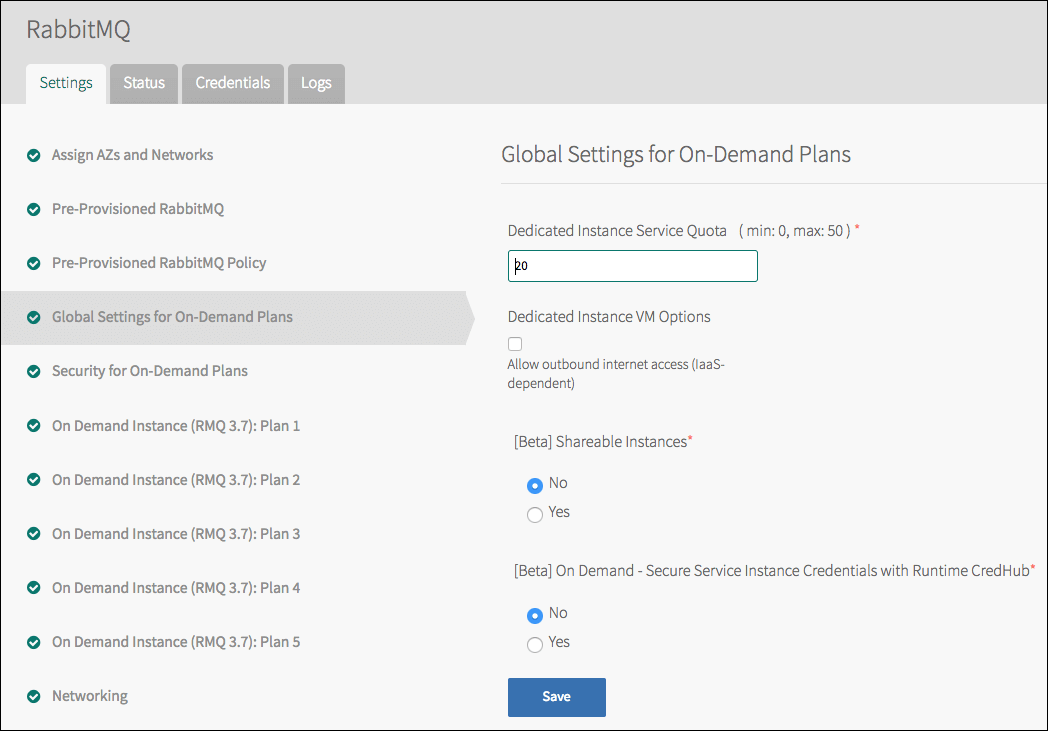 RabbitMQ
Settings
Status
Credentials
Logs
Assign AZs and Networks
Pre-Provisioned RabbitMQ
Pre-Provisioned RabbitMQ Policy
Global Settings for On-Demand Plans
Security for On-Demand Plans
On Demand Instance (RMQ 3.7): Plan 1
On Demand Instance (RMQ 3.7): Plan 2
On Demand Instance (RMQ 3.7): Plan 3
On Demand Instance (RMQ 3.7): Plan 4
On Demand Instance (RMQ 3.7): Plan 5
Networking
Global Settings for On-Demand Plans
Dedicated Instance Service Quota ( min: 0, max: 50 ) *
20
Dedicated Instance VM Options
Allow outbound internet access (IaaS-
dependent)
[Beta] Shareable Instances*
No
Yes
[Beta] On Demand - Secure Service Instance Credentials with Runtime CredHub*
No
Yes
Save